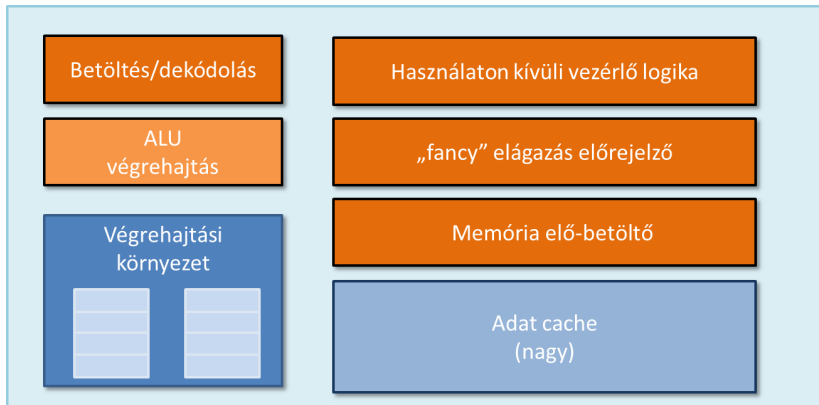 Betöltés/dekódolás
ALU
végrehajtás
Végrehajtási
környezet
Használaton kívüli vezérlő logika
„fancy” elágazás előrejelző
Memória elő-betöltő
Adat cache
(nagy)